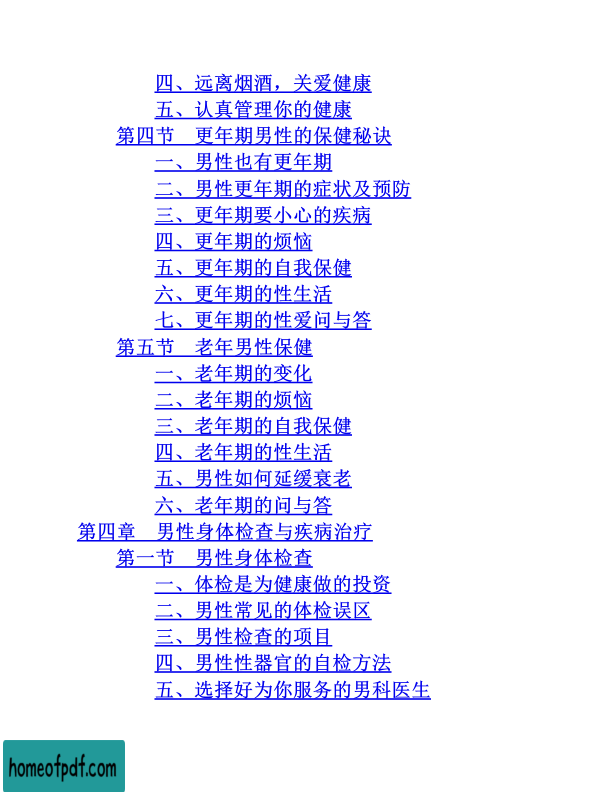 四、远离烟酒，关爱健康
五、认真管理你的健康
第四节　更年期男性的保健秘诀
一、男性也有更年期
二、男性更年期的症状及预防
三、更年期要小心的疾病
四、更年期的烦恼
五、更年期的自我保健
六、更年期的性生活
七、更年期的性爱问与答
第五节　老年男性保健
一、老年期的变化
二、老年期的烦恼
三、老年期的自我保健
四、老年期的性生活
五、男性如何延缓衰老
六、老年期的问与答
第四章　男性身体检查与疾病治疗
第一节　男性身体检查
一、体检是为健康做的投资
二、男性常见的体检误区
三、男性检查的项目
四、男性性器官的自检方法
五、选择好为你服务的男科医生
homeofpdf.com